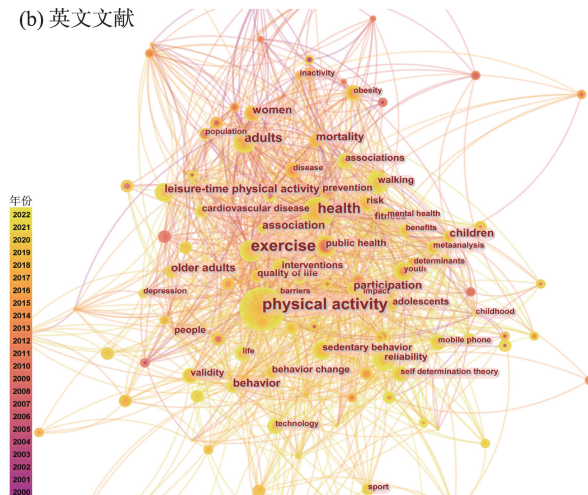 (b) 英文文献
inactivity
obesity
women
population
adults
mortality
disease
associations
leisure-time physical activity
prevention
walking
cardiovascular disease
health
risk
fitness
mental health
association
benefits
children
exercise
public health
metaanalysis
older adults
interventions
determinants
quality of life
youth
depression
barriers
impact
participation
physical activity
adolescents
childhood
people
life
sedentary behavior
mobile phone
reliability
validity
behavior
behavior change
self determination theory
technology
sport
年份
2022
2021
2020
2019
2018
2017
2016
2015
2014
2013
2012
2011
2010
2009
2008
2007
2006
2005
2004
2003
2002
2001
2000